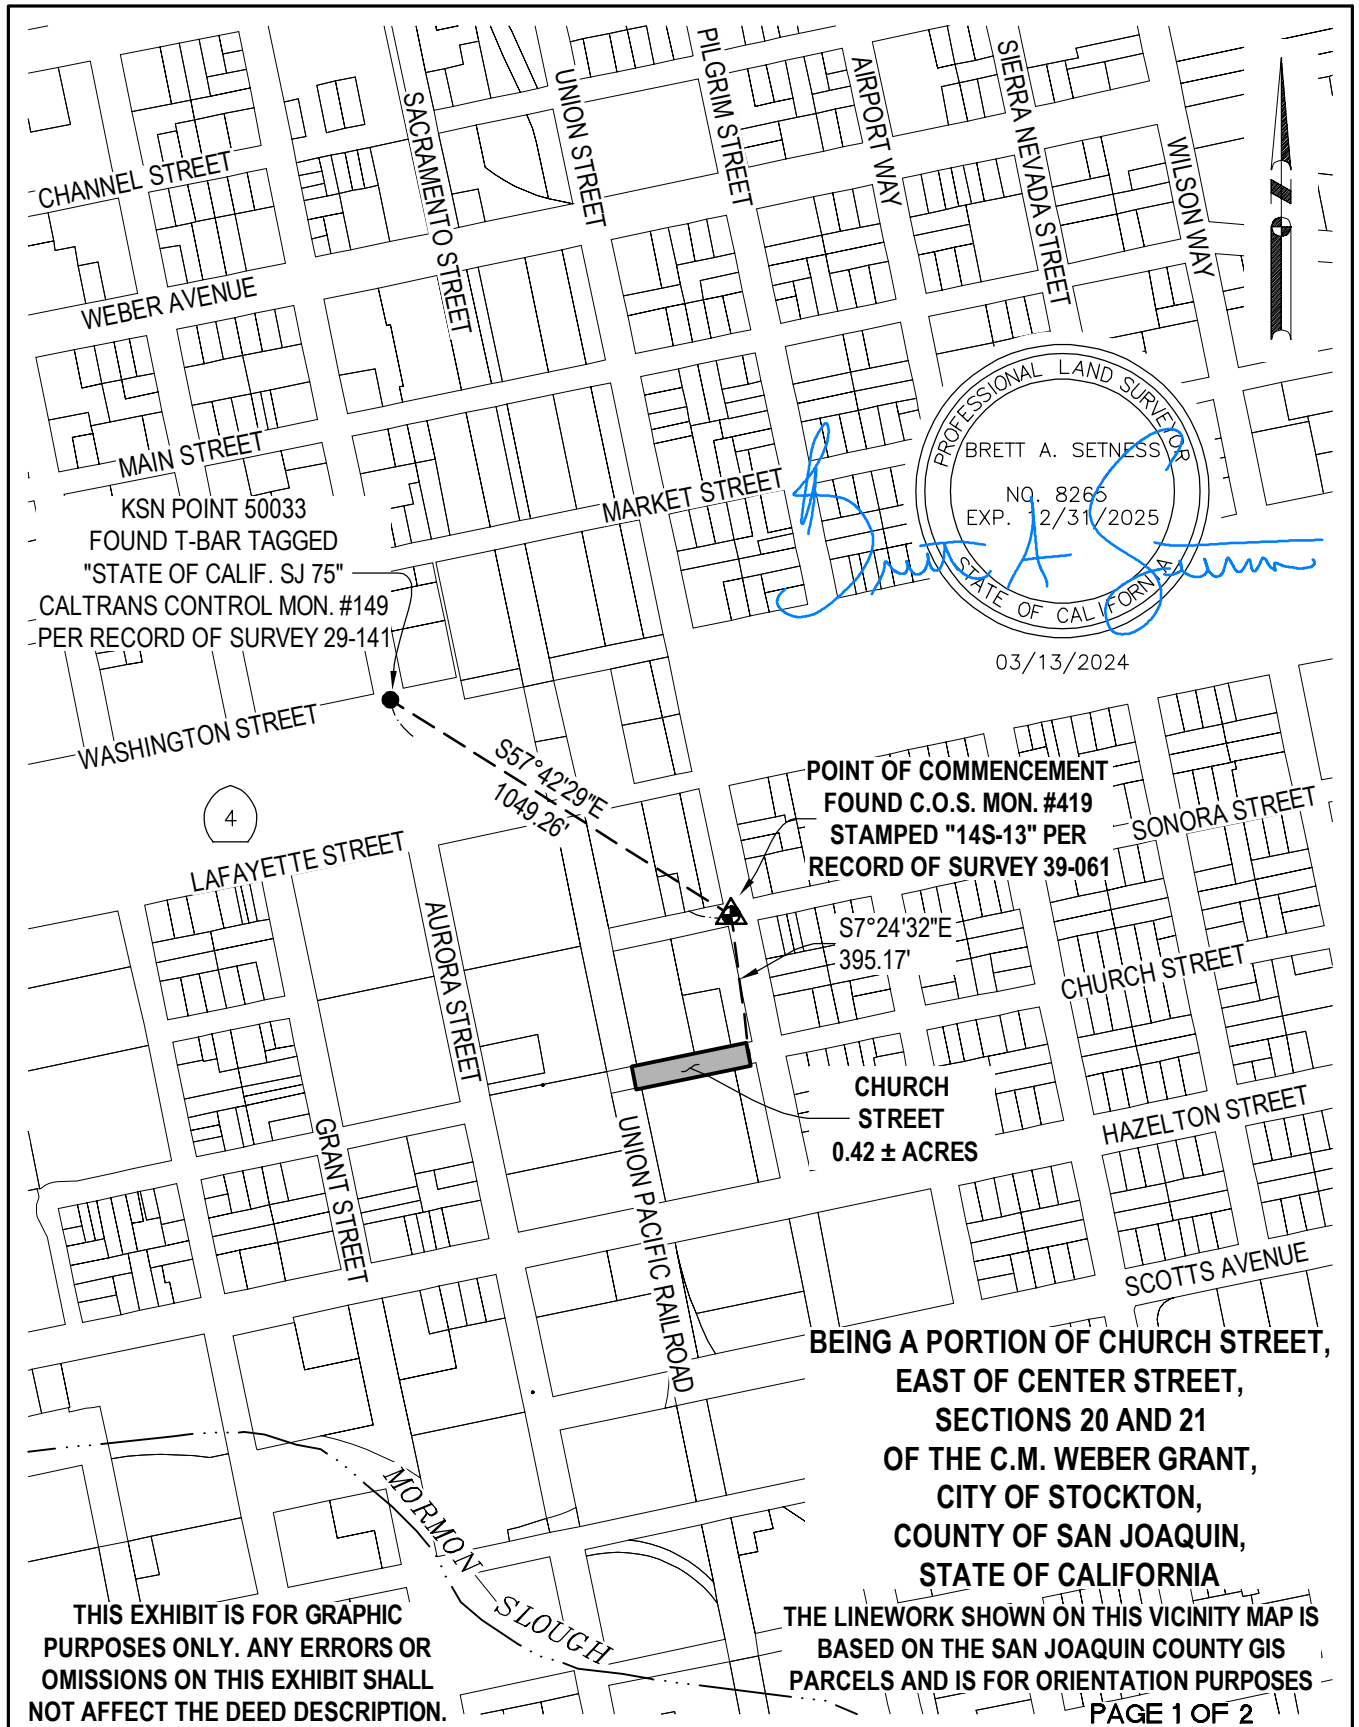 SACRAMENTO STREET
UNION STREET
PILGRIM STREET
AIRPORT WAY
SIERRA NEVADA STREET
WILSON WAY
N
CHANNEL STREET
WEBER AVENUE
MAIN STREET
MARKET STREET
KSN POINT 50033
FOUND T-BAR TAGGED
"STATE OF CALIF. SJ 75"
CALTRANS CONTROL MON. #149
PER RECORD OF SURVEY 29-141
PROFESSIONAL LAND SURVEYOR
BRETT A. SETNESS
NO. 8265
EXP. 12/31/2025
STATE OF CALIFORNIA
Brett A Setness
03/13/2024
WASHINGTON STREET
S57°42'29"E
1049.26'
4
LAFAYETTE STREET
POINT OF COMMENCEMENT
FOUND C.O.S. MON. #419
STAMPED "14S-13" PER
RECORD OF SURVEY 39-061
SONORA STREET
S7°24'32"E
395.17'
AURORA STREET
CHURCH STREET
CHURCH
STREET
0.42 ± ACRES
HAZELTON STREET
GRANT STREET
UNION PACIFIC RAILROAD
SCOTTS AVENUE
BEING A PORTION OF CHURCH STREET,
EAST OF CENTER STREET,
SECTIONS 20 AND 21
OF THE C.M. WEBER GRANT,
CITY OF STOCKTON,
COUNTY OF SAN JOAQUIN,
STATE OF CALIFORNIA
MORMON SLOUGH
THIS EXHIBIT IS FOR GRAPHIC
PURPOSES ONLY. ANY ERRORS OR
OMISSIONS ON THIS EXHIBIT SHALL
NOT AFFECT THE DEED DESCRIPTION.
THE LINEWORK SHOWN ON THIS VICINITY MAP IS
BASED ON THE SAN JOAQUIN COUNTY GIS
PARCELS AND IS FOR ORIENTATION PURPOSES
PAGE 1 OF 2